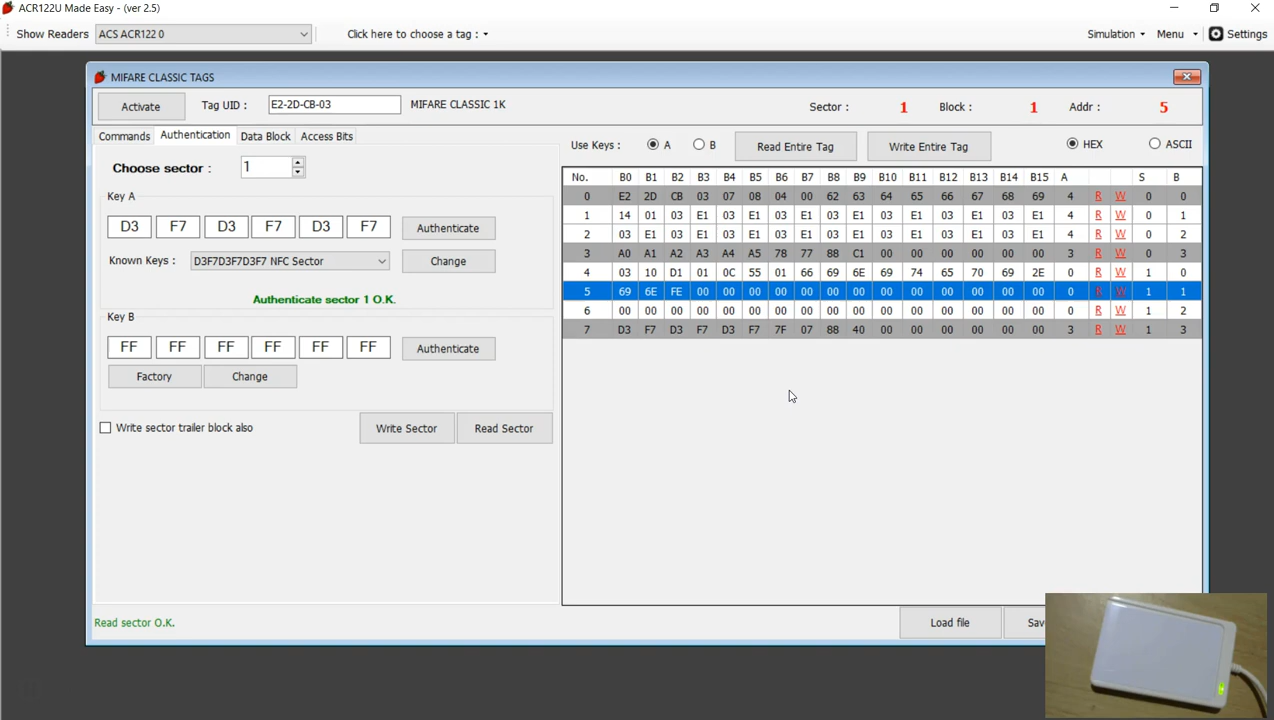 ACR122U Made Easy - (ver 2.5)
Show Readers ACS ACR122 0 Click here to choose a tag : Simulation Menu Settings
MIFARE CLASSIC TAGS
Activate Tag UID : E2-2D-CB-03 MIFARE CLASSIC 1K Sector : 1 Block : 1 Addr : 5
Commands Authentication Data Block Access Bits
Use Keys : A B Read Entire Tag Write Entire Tag HEX ASCII
Choose sector : 1
Key A
D3 F7 D3 F7 D3 F7 Authenticate
Known Keys : D3F7D3F7D3F7 NFC Sector Change
Authenticate sector 1 O.K.
Key B
FF FF FF FF FF FF Authenticate
Factory Change
Write sector trailer block also Write Sector Read Sector
No. B0 B1 B2 B3 B4 B5 B6 B7 B8 B9 B10 B11 B12 B13 B14 B15 A S B
0 E2 2D CB 03 07 08 04 00 62 63 64 65 66 67 68 69 4 R W 0 0
1 14 01 03 E1 03 E1 03 E1 03 E1 03 E1 03 E1 03 E1 4 R W 0 1
2 03 E1 03 E1 03 E1 03 E1 03 E1 03 E1 03 E1 03 E1 4 R W 0 2
3 A0 A1 A2 A3 A4 A5 78 77 88 C1 00 00 00 00 00 00 3 R W 0 3
4 03 10 D1 01 0C 55 01 66 69 6E 69 74 65 70 69 2E 0 R W 1 0
5 69 6E FE 00 00 00 00 00 00 00 00 00 00 00 00 00 0 R W 1 1
6 00 00 00 00 00 00 00 00 00 00 00 00 00 00 00 00 0 R W 1 2
7 D3 F7 D3 F7 D3 F7 7F 07 88 40 00 00 00 00 00 00 3 R W 1 3
Read sector O.K. Load file Sav